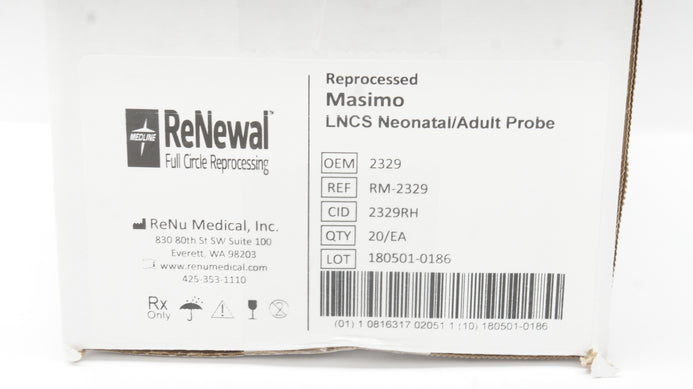 MEDLINE
ReNewal™
Full Circle Reprocessing
ReNu Medical, Inc.
830 80th St SW Suite 100
Everett, WA 98203
www.renumedical.com
425-353-1110
Rx
Only
Reprocessed
Masimo
LNCS Neonatal/Adult Probe
OEM 2329
REF RM-2329
CID 2329RH
QTY 20/EA
LOT 180501-0186
(01) 1 0816317 02051 1 (10) 180501-0186